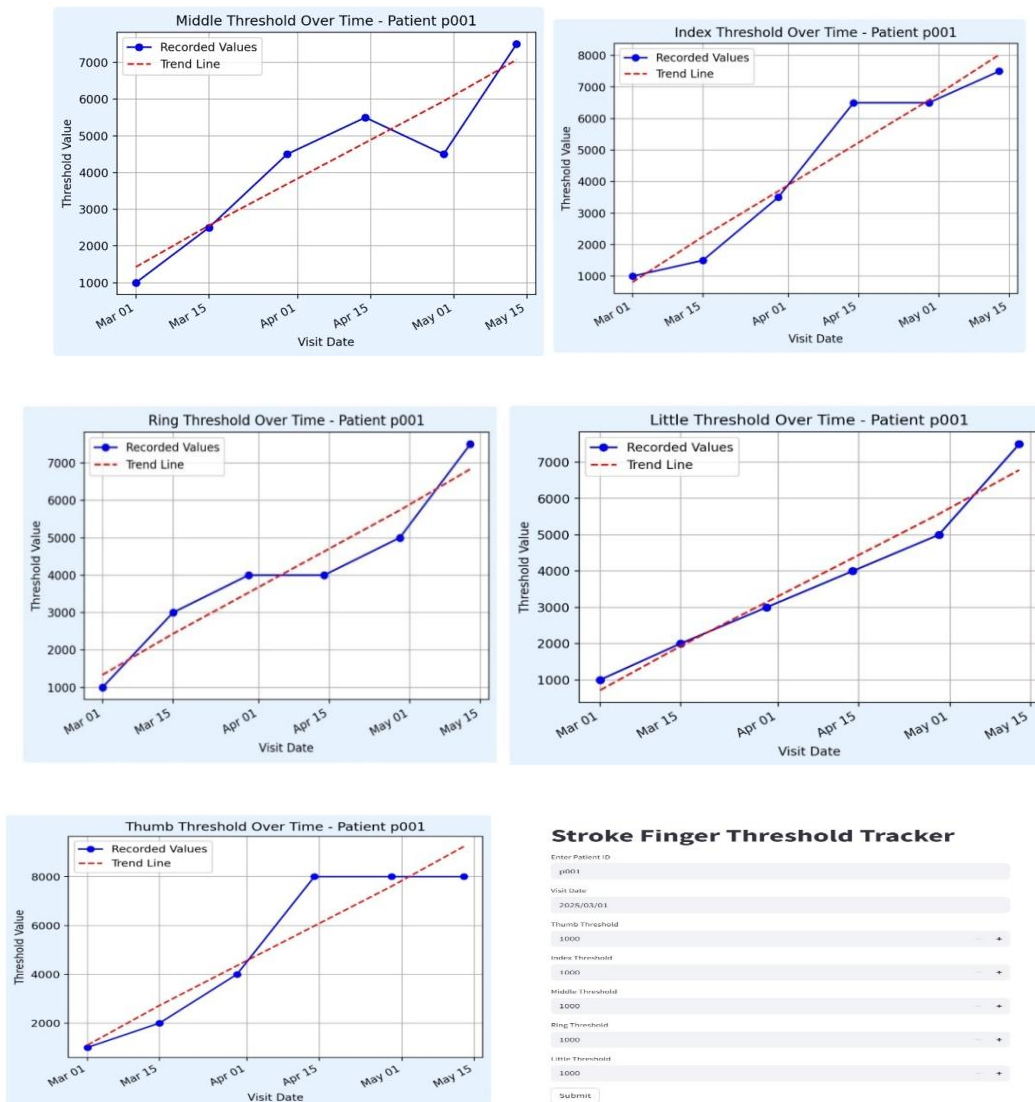 Middle Threshold Over Time - Patient p001
Recorded Values
Trend Line
Threshold Value
7000
6000
5000
4000
3000
2000
1000
Mar 01
Mar 15
Apr 01
Apr 15
May 01
May 15
Visit Date
Index Threshold Over Time - Patient p001
Recorded Values
Trend Line
Threshold Value
8000
7000
6000
5000
4000
3000
2000
1000
Mar 01
Mar 15
Apr 01
Apr 15
May 01
May 15
Visit Date
Ring Threshold Over Time - Patient p001
Recorded Values
Trend Line
Threshold Value
7000
6000
5000
4000
3000
2000
1000
Mar 01
Mar 15
Apr 01
Apr 15
May 01
May 15
Visit Date
Little Threshold Over Time - Patient p001
Recorded Values
Trend Line
Threshold Value
7000
6000
5000
4000
3000
2000
1000
Mar 01
Mar 15
Apr 01
Apr 15
May 01
May 15
Visit Date
Thumb Threshold Over Time - Patient p001
Recorded Values
Trend Line
Threshold Value
8000
6000
4000
2000
Mar 01
Mar 15
Apr 01
Apr 15
May 01
May 15
Visit Date
Stroke Finger Threshold Tracker
Enter Patient ID
p001
Visit Date
2025/03/01
Thumb Threshold
1000 − +
Index Threshold
1000 − +
Middle Threshold
1000 − +
Ring Threshold
1000 − +
Little Threshold
1000 − +
Submit